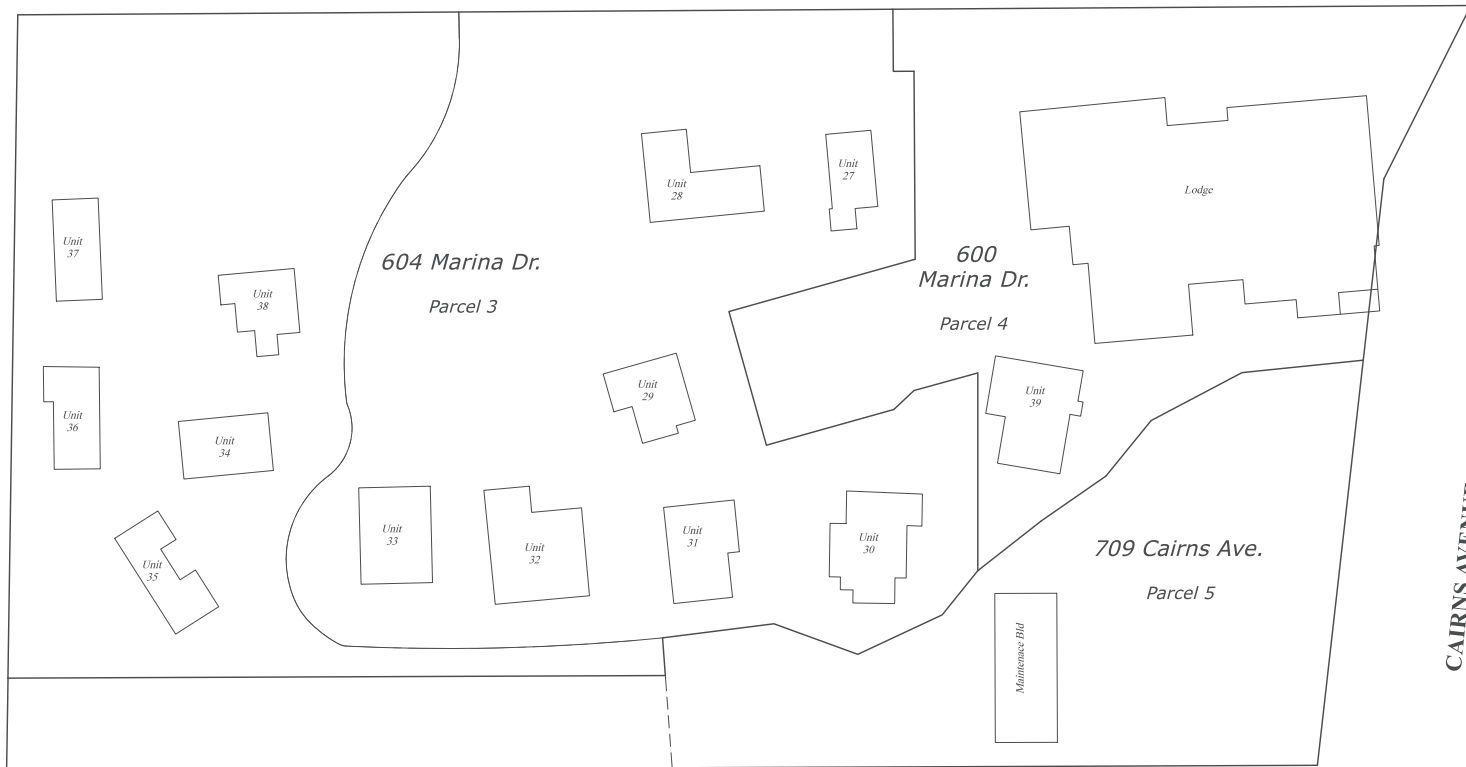 Unit
28
Unit
27
Lodge
Unit
37
604 Marina Dr.
Parcel 3
600
Marina Dr.
Parcel 4
Unit
38
Unit
29
Unit
39
Unit
36
Unit
34
Unit
33
Unit
32
Unit
31
Unit
30
709 Cairns Ave.
Parcel 5
Unit
35
Maintenace Bld
CAIRNS AVENUE